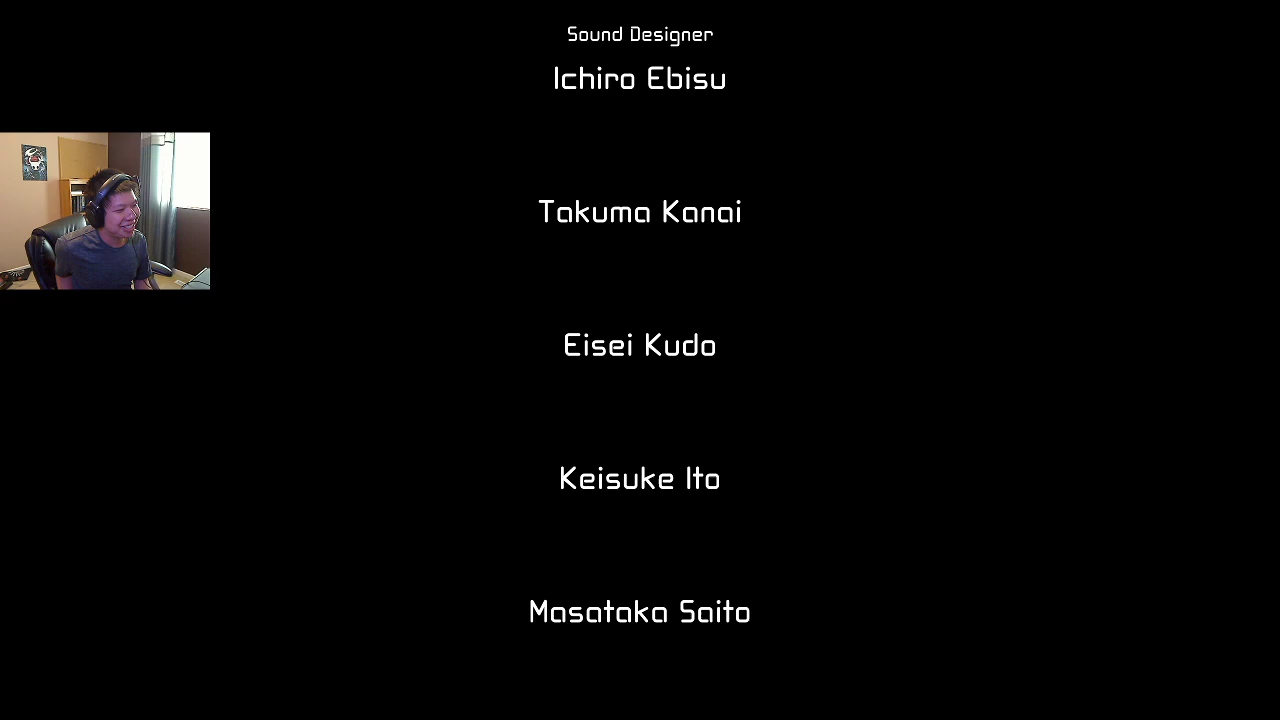 Sound Designer
Ichiro Ebisu
Takuma Kanai
Eisei Kudo
Keisuke Ito
Masataka Saito